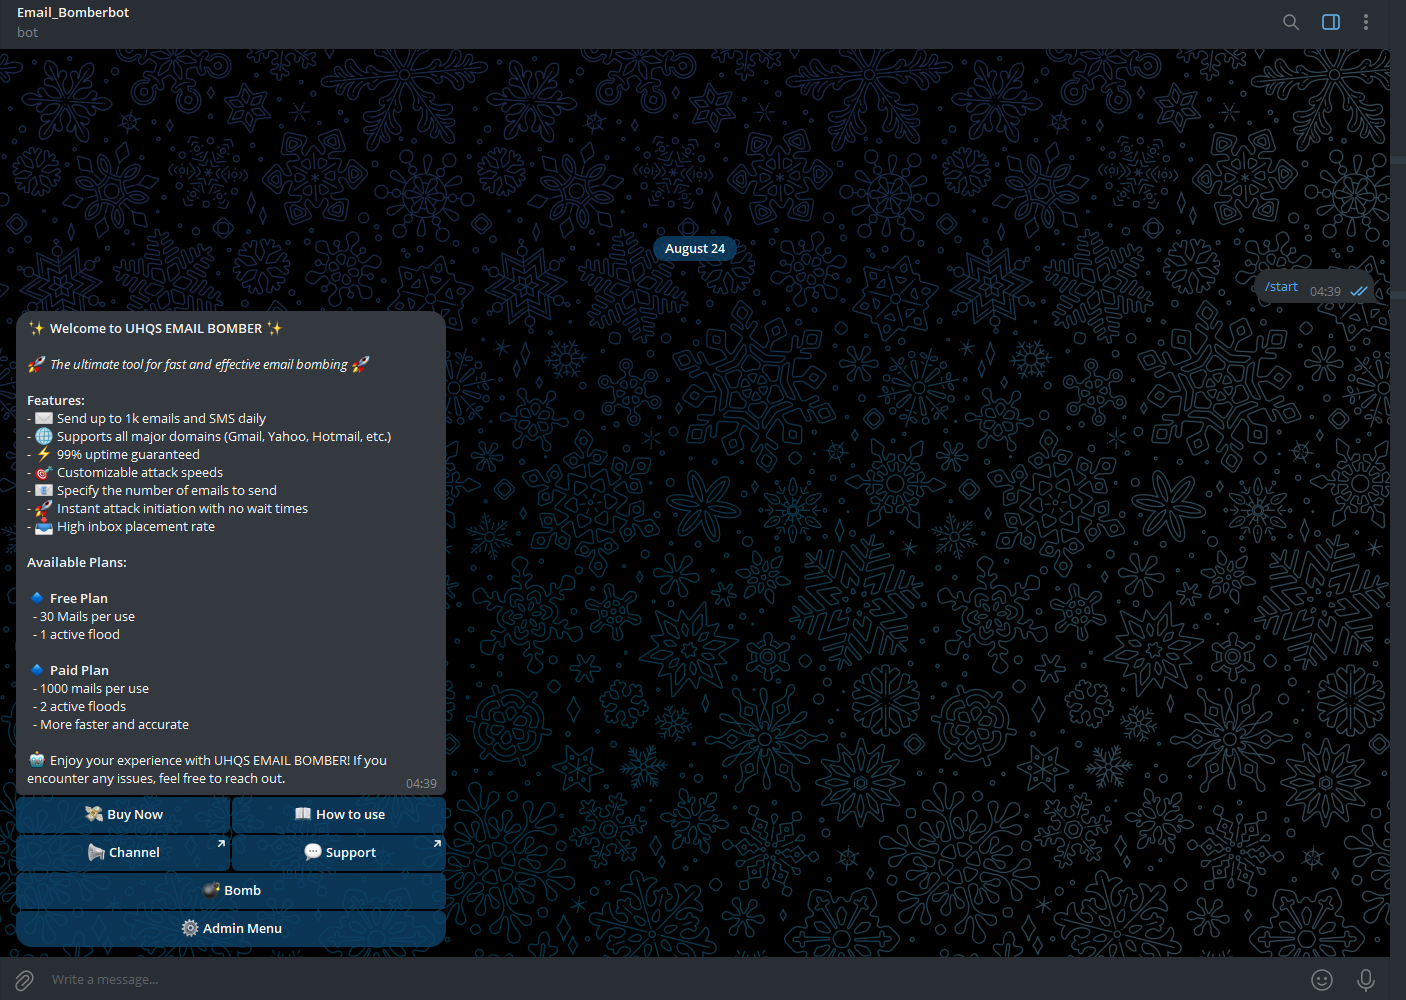 Email_Bomberbot
bot
August 24
/start 04:39
✨ Welcome to UHQS EMAIL BOMBER ✨
🚀 The ultimate tool for fast and effective email bombing 🚀
Features:
- ✉️ Send up to 1k emails and SMS daily
- 🌐 Supports all major domains (Gmail, Yahoo, Hotmail, etc.)
- ⚡ 99% uptime guaranteed
- 🎯 Customizable attack speeds
- 📧 Specify the number of emails to send
- 🚀 Instant attack initiation with no wait times
- 📥 High inbox placement rate
Available Plans:
🔹 Free Plan
- 30 Mails per use
- 1 active flood
🔹 Paid Plan
- 1000 mails per use
- 2 active floods
- More faster and accurate
🤖 Enjoy your experience with UHQS EMAIL BOMBER! If you
encounter any issues, feel free to reach out.
04:39
💸 Buy Now
📖 How to use
📢 Channel
💬 Support
💣 Bomb
⚙️ Admin Menu
Write a message...